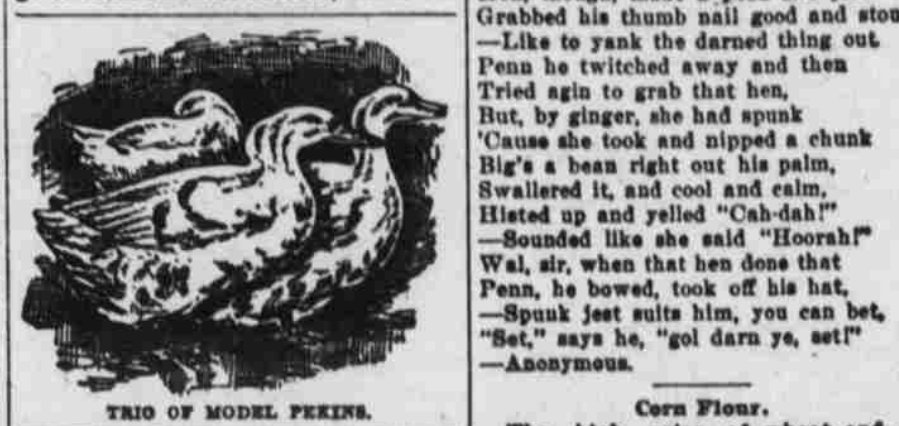 TRIO OF MODEL PEKINS.
Grabbed his thumb nail good and stou
—Like to yank the darned thing out.
Penn he twitched away and then
Tried agin to grab that hen,
But, by ginger, she had spunk
'Cause she took and nipped a chunk
Big's a bean right out his palm,
Swallered it, and cool and calm,
Histed up and yelled "Cah-dah!"
—Sounded like she said "Hoorah!"
Wal, sir, when that hen done that
Penn, he bowed, took off his hat,
—Spunk jest suits him, you can bet,
"Set," says he, "gol darn ye, set!"
—Anonymous.
Corn Flour.